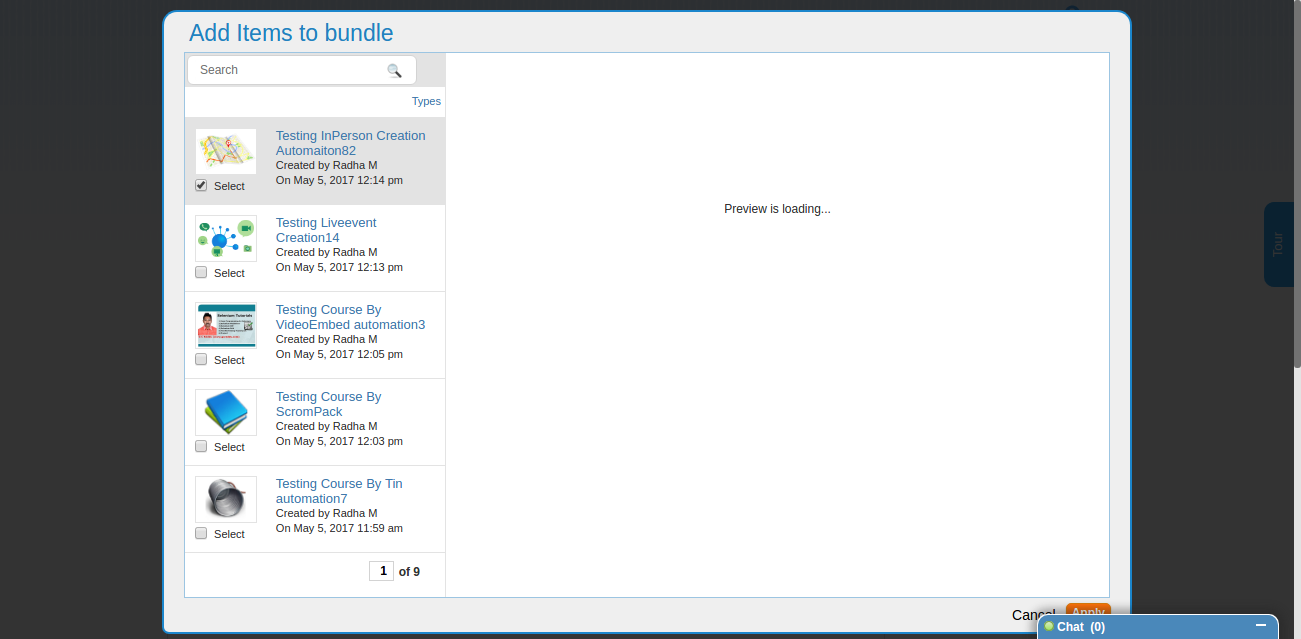 Add Items to bundle
Search
Types
Testing InPerson Creation
Automaiton82
Created by Radha M
On May 5, 2017 12:14 pm
Select
Testing Liveevent
Creation14
Created by Radha M
On May 5, 2017 12:13 pm
Select
Testing Course By
VideoEmbed automation3
Created by Radha M
On May 5, 2017 12:05 pm
Select
Selenium Tutorials
Testing Course By
ScromPack
Created by Radha M
On May 5, 2017 12:03 pm
Select
Testing Course By Tin
automation7
Created by Radha M
On May 5, 2017 11:59 am
Select
1 of 9
Preview is loading...
Tour
Cancel Apply
Chat (0)